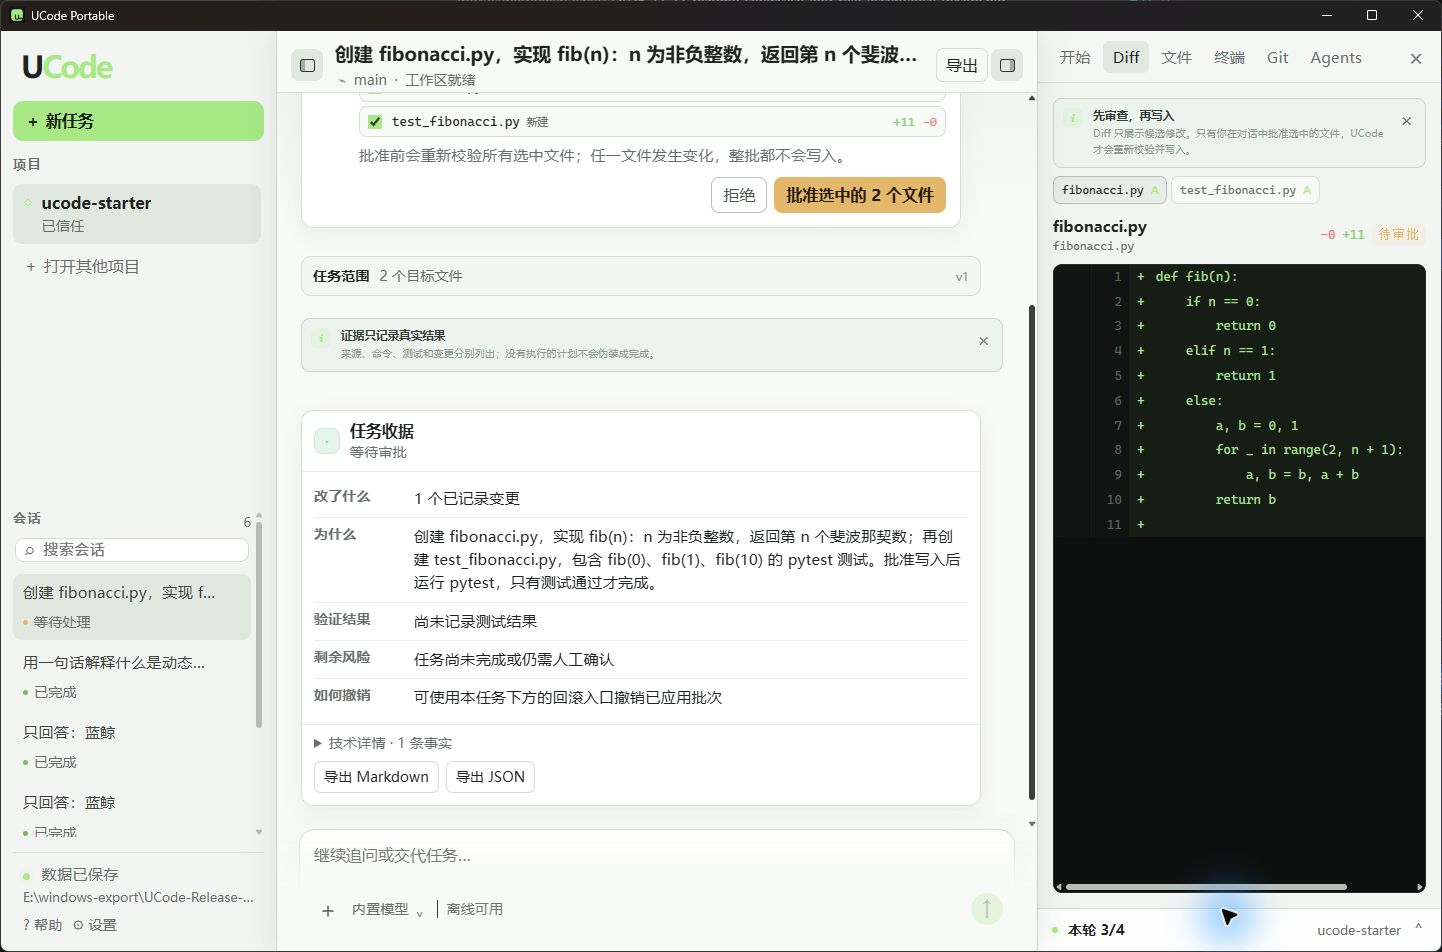 UCode Portable
UCode
+ 新任务
项目
ucode-starter
已信任
+ 打开其他项目
会话
6
搜索会话
创建 fibonacci.py，实现 f...
等待处理
用一句话解释什么是动态...
已完成
只回答：蓝鲸
已完成
只回答：蓝鲸
已完成
数据已保存
E:\windows-export\UCode-Release-...
? 帮助 设置
创建 fibonacci.py，实现 fib(n)：n 为非负整数，返回第 n 个斐波...
main · 工作区就绪
导出
test_fibonacci.py 新建 +11 −0
批准前会重新校验所有选中文件；任一文件发生变化，整批都不会写入。
拒绝
批准选中的 2 个文件
任务范围 2 个目标文件 v1
证据只记录真实结果
来源、命令、测试和变更分别列出；没有执行的计划不会伪装成完成。
任务收据
等待审批
改了什么 1 个已记录变更
为什么 创建 fibonacci.py，实现 fib(n)：n 为非负整数，返回第 n 个斐波那契数；再创
建 test_fibonacci.py，包含 fib(0)、fib(1)、fib(10) 的 pytest 测试。批准写入后
运行 pytest，只有测试通过才完成。
验证结果 尚未记录测试结果
剩余风险 任务尚未完成或仍需人工确认
如何撤销 可使用本任务下方的回滚入口撤销已应用批次
技术详情 · 1 条事实
导出 Markdown
导出 JSON
继续追问或交代任务...
+ 内置模型 | 离线可用
开始 Diff 文件 终端 Git Agents
先审查，再写入
Diff 只展示候选修改。只有你在对话中批准选中的文件，UCode
才会重新校验并写入。
fibonacci.py A
test_fibonacci.py A
fibonacci.py
fibonacci.py
−0 +11 待审批
1 + def fib(n):
2 + if n == 0:
3 + return 0
4 + elif n == 1:
5 + return 1
6 + else:
7 + a, b = 0, 1
8 + for _ in range(2, n + 1):
9 + a, b = b, a + b
10 + return b
11 +
本轮 3/4
ucode-starter